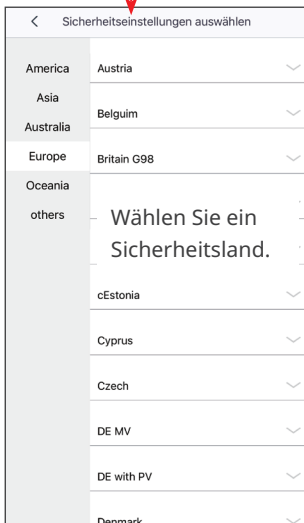 Sicherheitseinstellungen auswählen
America
Asia
Australia
Europe
Oceania
others
Austria
Belguim
Britain G98
Wählen Sie ein
Sicherheitsland.
cEstonia
Cyprus
Czech
DE MV
DE with PV
Denmark